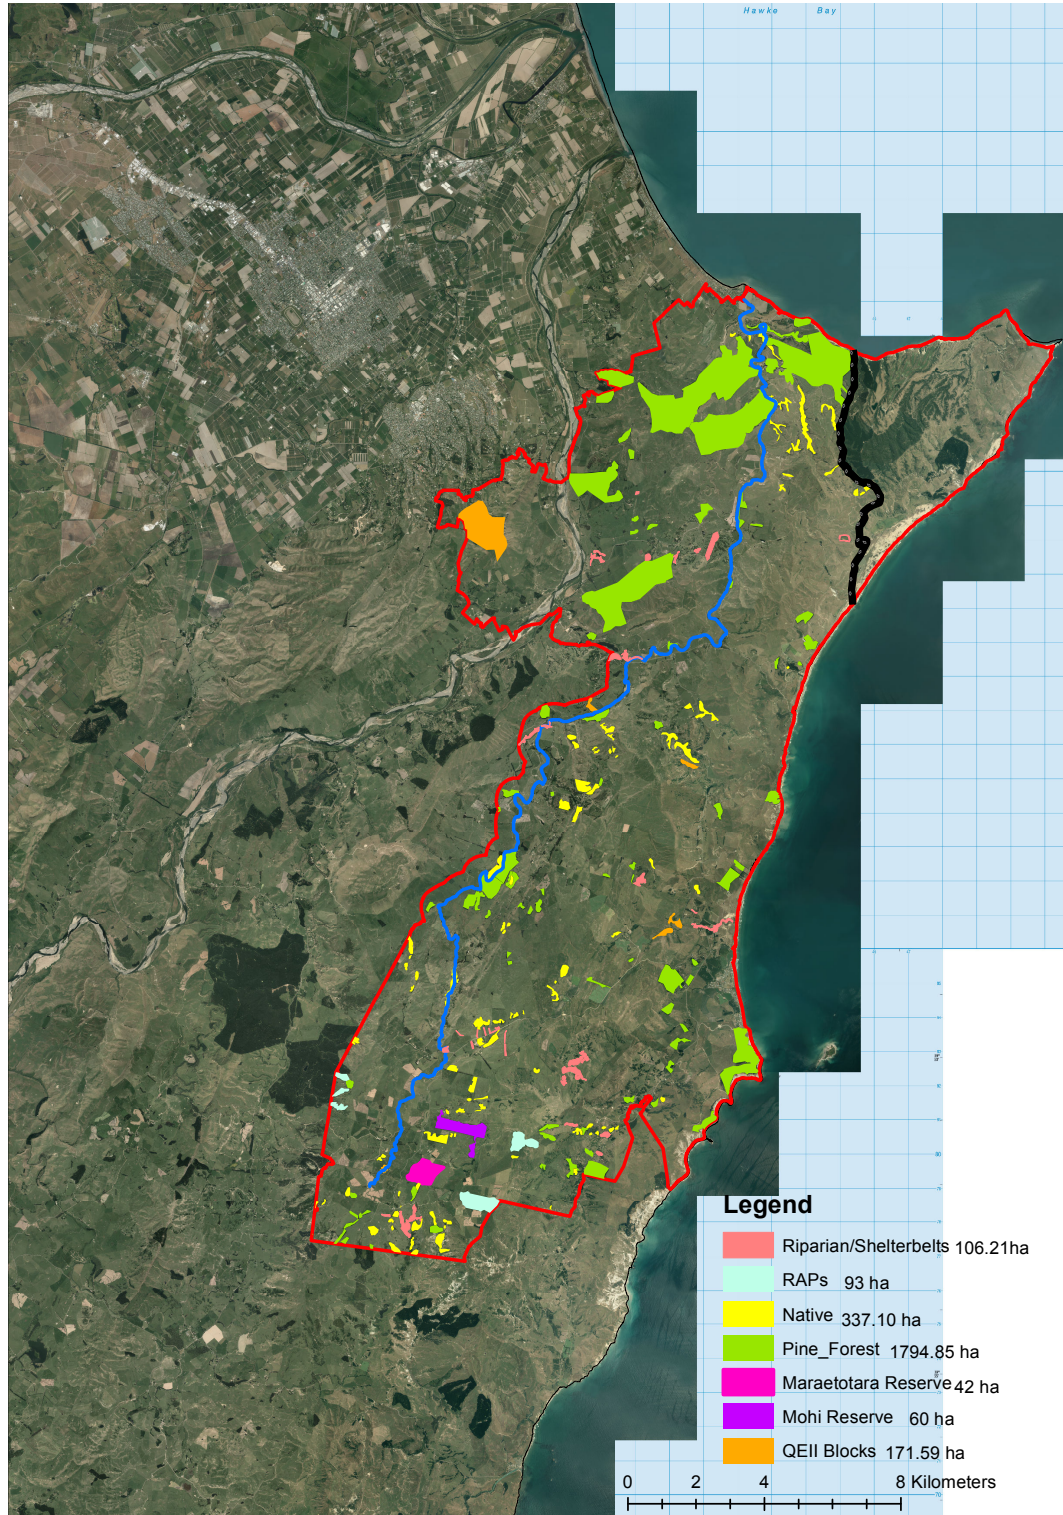 Hawke Bay
Legend
Riparian/Shelterbelts 106.21ha
RAPs 93 ha
Native 337.10 ha
Pine_Forest 1794.85 ha
Maraetotara Reserve 42 ha
Mohi Reserve 60 ha
QEII Blocks 171.59 ha
0 2 4 8 Kilometers